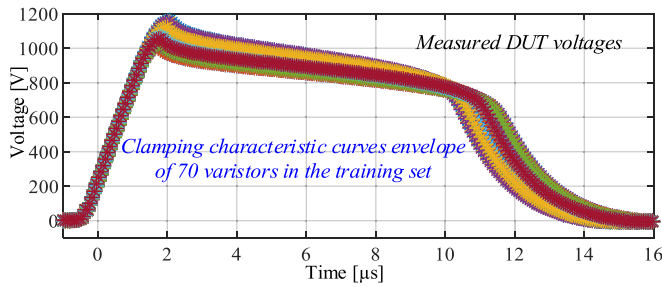 1200
1000
800
600
400
200
0
Voltage [V]
Measured DUT voltages
Clamping characteristic curves envelope
of 70 varistors in the training set
0 2 4 6 8 10 12 14 16
Time [µs]